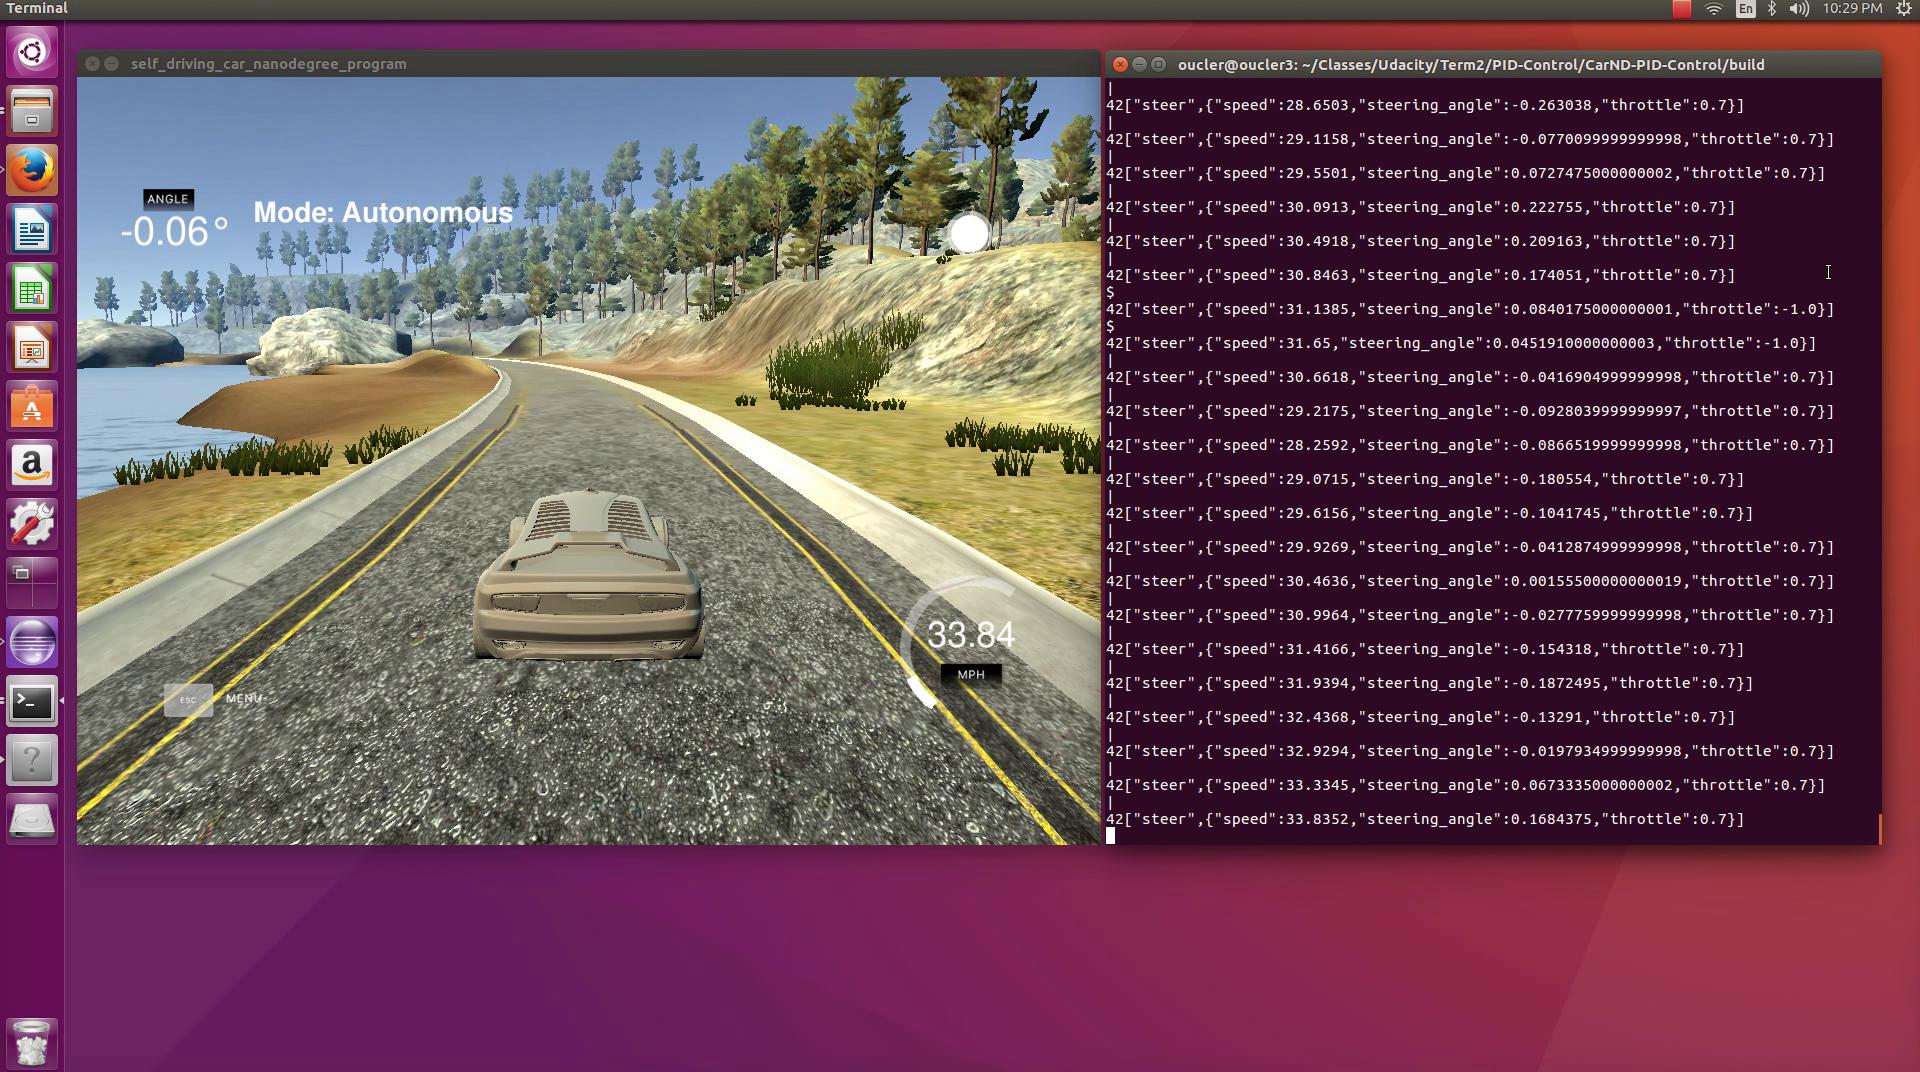 Terminal
En
10:29 PM
self_driving_car_nanodegree_program
ANGLE
-0.06°
Mode: Autonomous
33.84
MPH
ESC
MENU
a
?
oucler@oucler3: ~/Classes/Udacity/Term2/PID-Control/CarND-PID-Control/build
|
42["steer",{"speed":28.6503,"steering_angle":-0.263038,"throttle":0.7}]
|
42["steer",{"speed":29.1158,"steering_angle":-0.0770099999999998,"throttle":0.7}]
|
42["steer",{"speed":29.5501,"steering_angle":0.0727475000000002,"throttle":0.7}]
|
42["steer",{"speed":30.0913,"steering_angle":0.222755,"throttle":0.7}]
|
42["steer",{"speed":30.4918,"steering_angle":0.209163,"throttle":0.7}]
|
42["steer",{"speed":30.8463,"steering_angle":0.174051,"throttle":0.7}]
$
42["steer",{"speed":31.1385,"steering_angle":0.0840175000000001,"throttle":-1.0}]
$
42["steer",{"speed":31.65,"steering_angle":0.0451910000000003,"throttle":-1.0}]
|
42["steer",{"speed":30.6618,"steering_angle":-0.0416904999999998,"throttle":0.7}]
|
42["steer",{"speed":29.2175,"steering_angle":-0.0928039999999997,"throttle":0.7}]
|
42["steer",{"speed":28.2592,"steering_angle":-0.0866519999999998,"throttle":0.7}]
|
42["steer",{"speed":29.0715,"steering_angle":-0.180554,"throttle":0.7}]
|
42["steer",{"speed":29.6156,"steering_angle":-0.1041745,"throttle":0.7}]
|
42["steer",{"speed":29.9269,"steering_angle":-0.0412874999999998,"throttle":0.7}]
|
42["steer",{"speed":30.4636,"steering_angle":0.00155500000000019,"throttle":0.7}]
|
42["steer",{"speed":30.9964,"steering_angle":-0.0277759999999998,"throttle":0.7}]
|
42["steer",{"speed":31.4166,"steering_angle":-0.154318,"throttle":0.7}]
|
42["steer",{"speed":31.9394,"steering_angle":-0.1872495,"throttle":0.7}]
|
42["steer",{"speed":32.4368,"steering_angle":-0.13291,"throttle":0.7}]
|
42["steer",{"speed":32.9294,"steering_angle":-0.0197934999999998,"throttle":0.7}]
|
42["steer",{"speed":33.3345,"steering_angle":0.0673335000000002,"throttle":0.7}]
|
42["steer",{"speed":33.8352,"steering_angle":0.1684375,"throttle":0.7}]